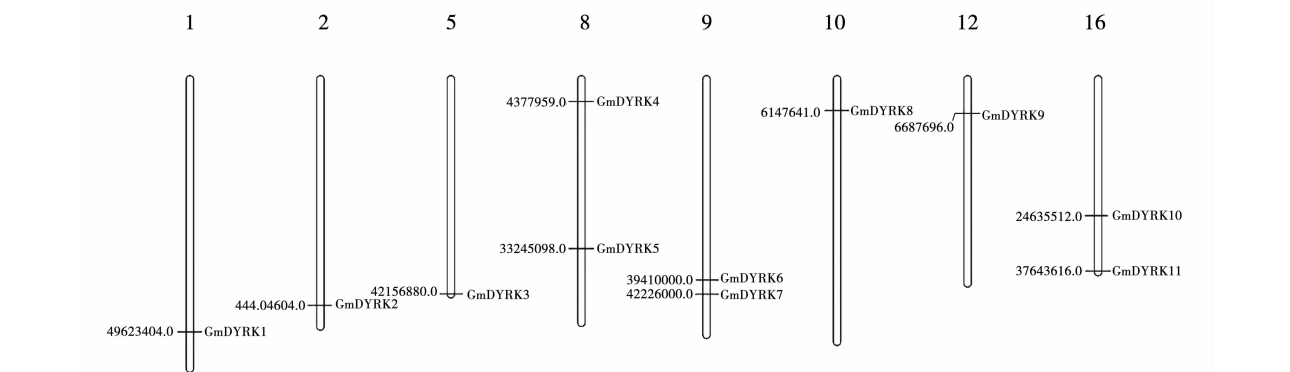 1 2 5 8 9 10 12 16
4377959.0 GmDYRK4
6147641.0 GmDYRK8
GmDYRK9
6687696.0
24635512.0 GmDYRK10
33245098.0 GmDYRK5
37643616.0 GmDYRK11
39410000.0 GmDYRK6
42156880.0 GmDYRK3
42226000.0 GmDYRK7
444.04604.0 GmDYRK2
49623404.0 GmDYRK1